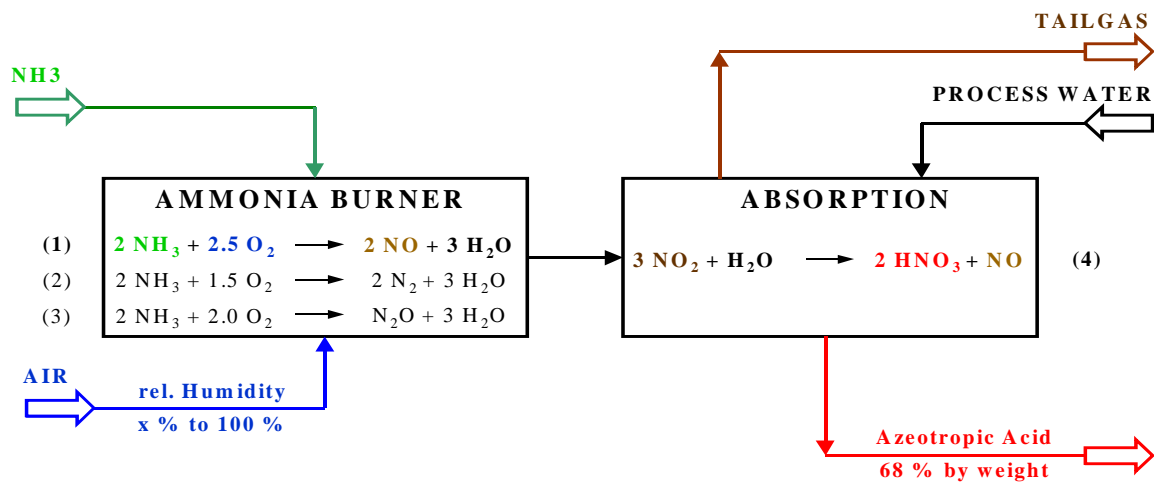 TAILGAS
NH3
PROCESS WATER
AMMONIA BURNER
(1) 2 NH₃ + 2.5 O₂ → 2 NO + 3 H₂O
(2) 2 NH₃ + 1.5 O₂ → 2 N₂ + 3 H₂O
(3) 2 NH₃ + 2.0 O₂ → N₂O + 3 H₂O
ABSORPTION
3 NO₂ + H₂O → 2 HNO₃ + NO (4)
AIR
rel. Humidity
x % to 100 %
Azeotropic Acid
68 % by weight